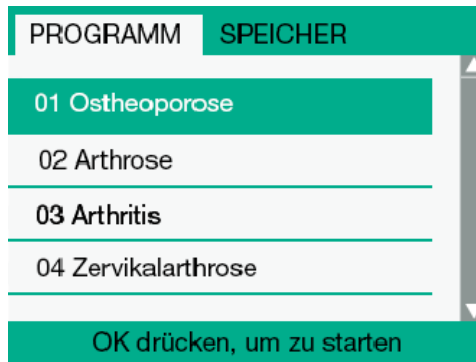 PROGRAMM SPEICHER
01 Ostheoporose
02 Arthrose
03 Arthritis
04 Zervikalarthrose
OK drücken, um zu starten